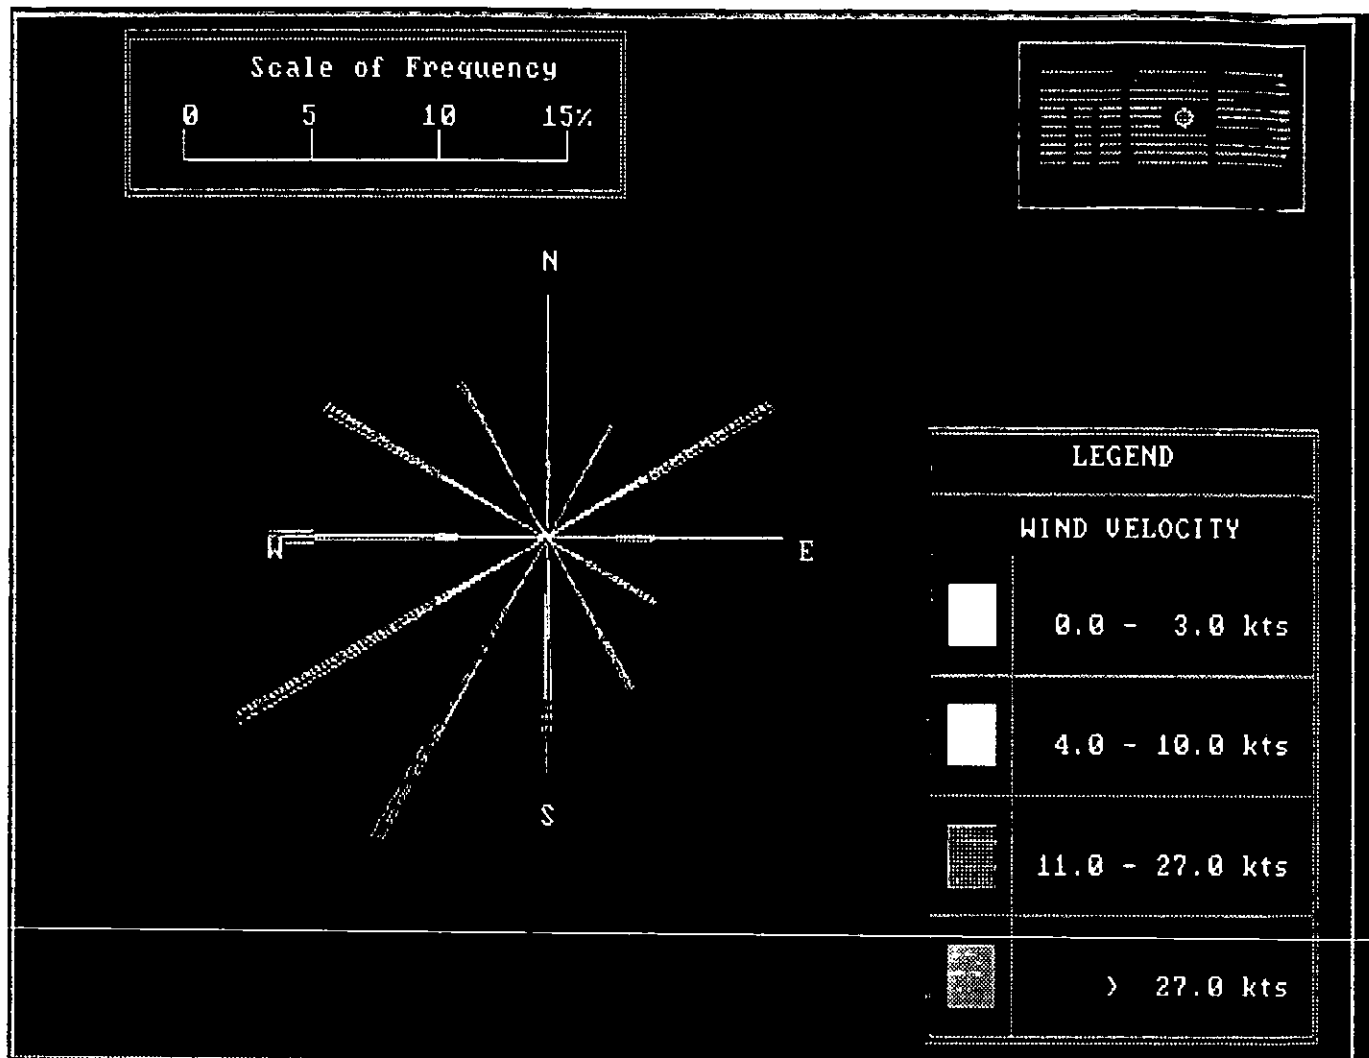 Scale of Frequency
0 5 10 15%
N
W
E
S
LEGEND
WIND VELOCITY
0.0 - 3.0 kts
4.0 - 10.0 kts
11.0 - 27.0 kts
> 27.0 kts